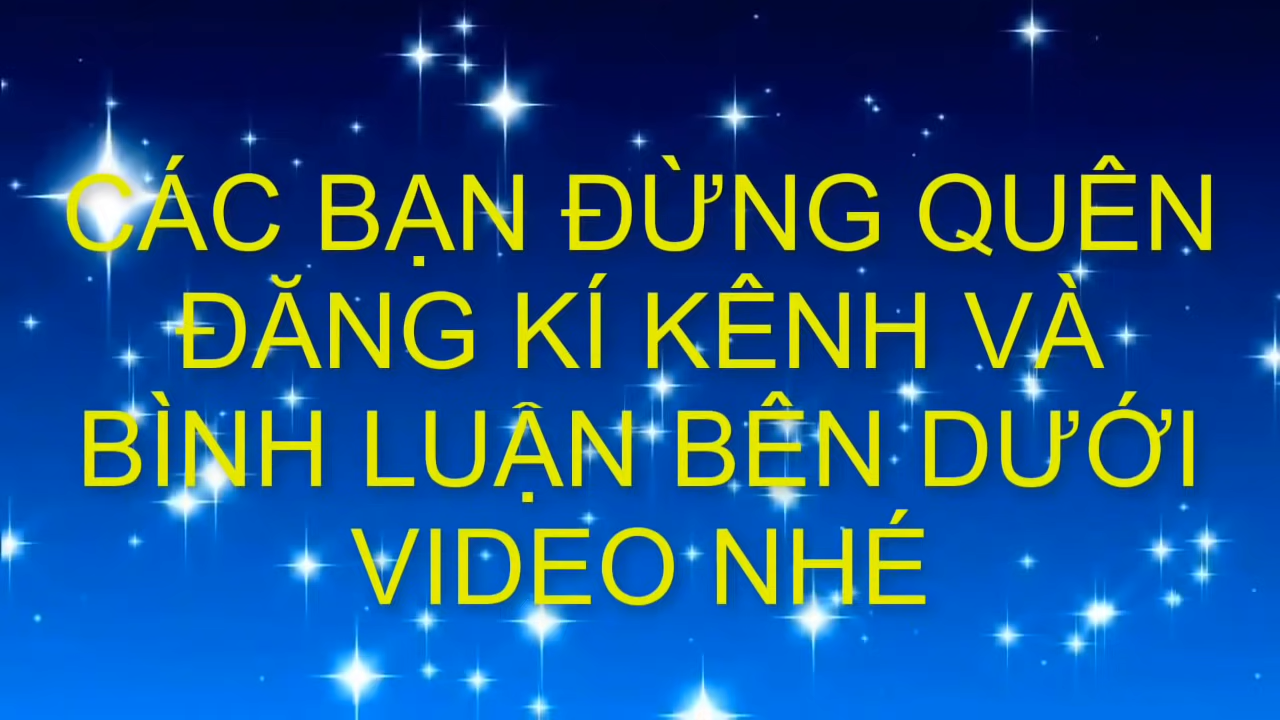 CÁC BẠN ĐỪNG QUÊN
ĐĂNG KÍ KÊNH VÀ
BÌNH LUẬN BÊN DƯỚI
VIDEO NHÉ